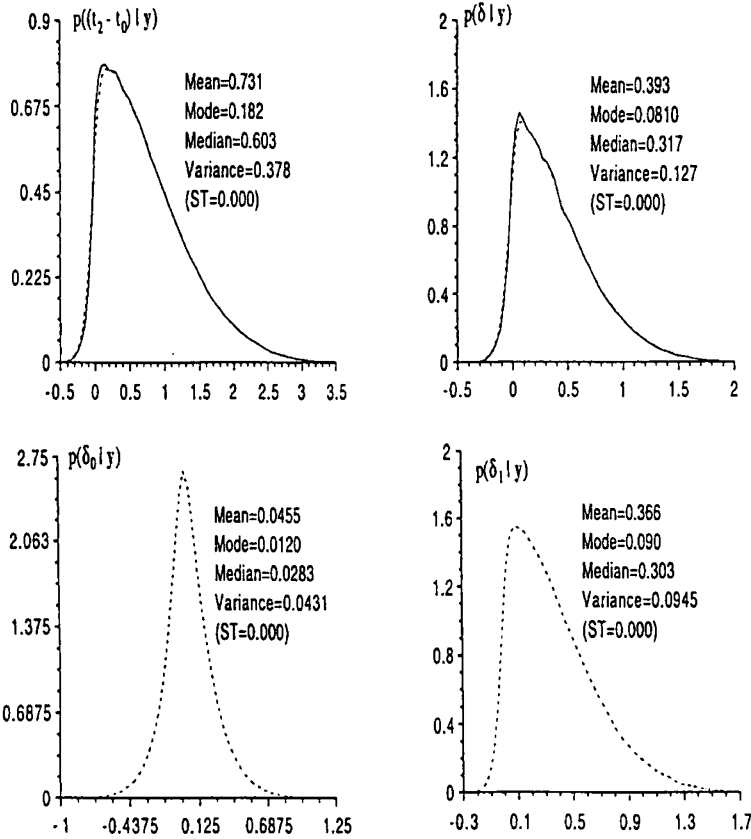 p((t₂ - t₀) | y)
0.9
0.675
0.45
0.225
0
Mean=0.731
Mode=0.182
Median=0.603
Variance=0.378
(ST=0.000)
-0.5 0 0.5 1 1.5 2 2.5 3 3.5
p(δ | y)
2
1.6
1.2
0.8
0.4
0
Mean=0.393
Mode=0.0810
Median=0.317
Variance=0.127
(ST=0.000)
-0.5 0 0.5 1 1.5 2
p(δ₀ | y)
2.75
2.063
1.375
0.6875
0
Mean=0.0455
Mode=0.0120
Median=0.0283
Variance=0.0431
(ST=0.000)
-1 -0.4375 0.125 0.6875 1.25
p(δ₁ | y)
2
1.6
1.2
0.8
0.4
0
Mean=0.366
Mode=0.090
Median=0.303
Variance=0.0945
(ST=0.000)
-0.3 0.1 0.5 0.9 1.3 1.7